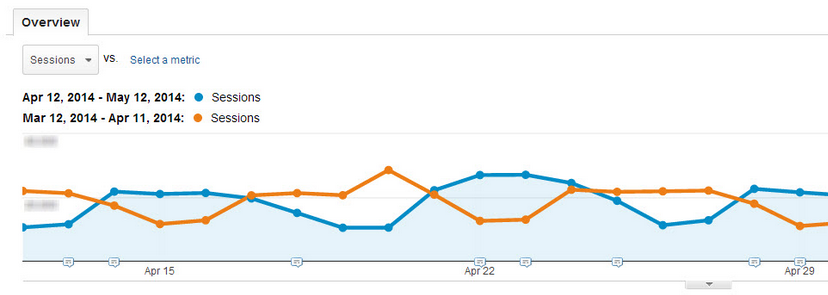 Overview
Sessions vs. Select a metric
Apr 12, 2014 - May 12, 2014: Sessions
Mar 12, 2014 - Apr 11, 2014: Sessions
Apr 15 Apr 22 Apr 29